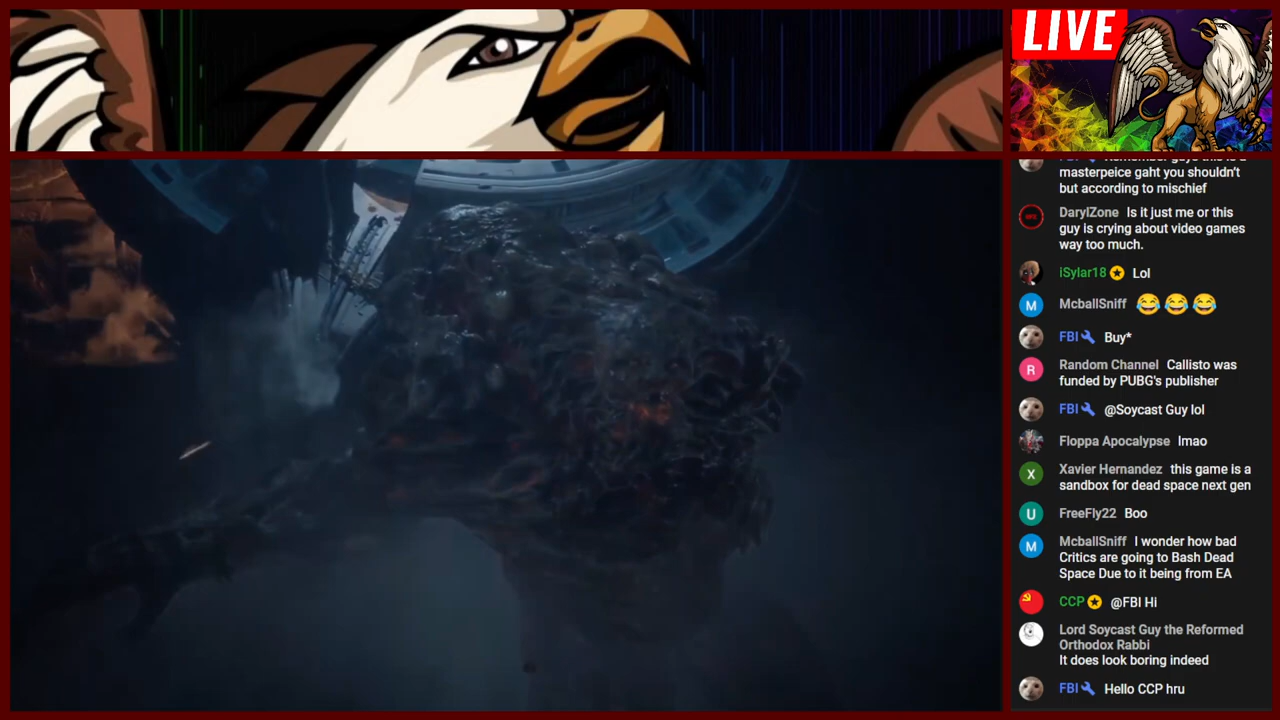 LIVE
masterpeice gaht you shouldn't
but according to mischief
DarylZone Is it just me or this
guy is crying about video games
way too much.
iSylar18 Lol
McballSniff 😂😂😂
FBI Buy*
Random Channel Callisto was
funded by PUBG's publisher
FBI @Soycast Guy lol
Floppa Apocalypse lmao
Xavier Hernandez this game is a
sandbox for dead space next gen
FreeFly22 Boo
McballSniff I wonder how bad
Critics are going to Bash Dead
Space Due to it being from EA
CCP @FBI Hi
Lord Soycast Guy the Reformed
Orthodox Rabbi
It does look boring indeed
FBI Hello CCP hru